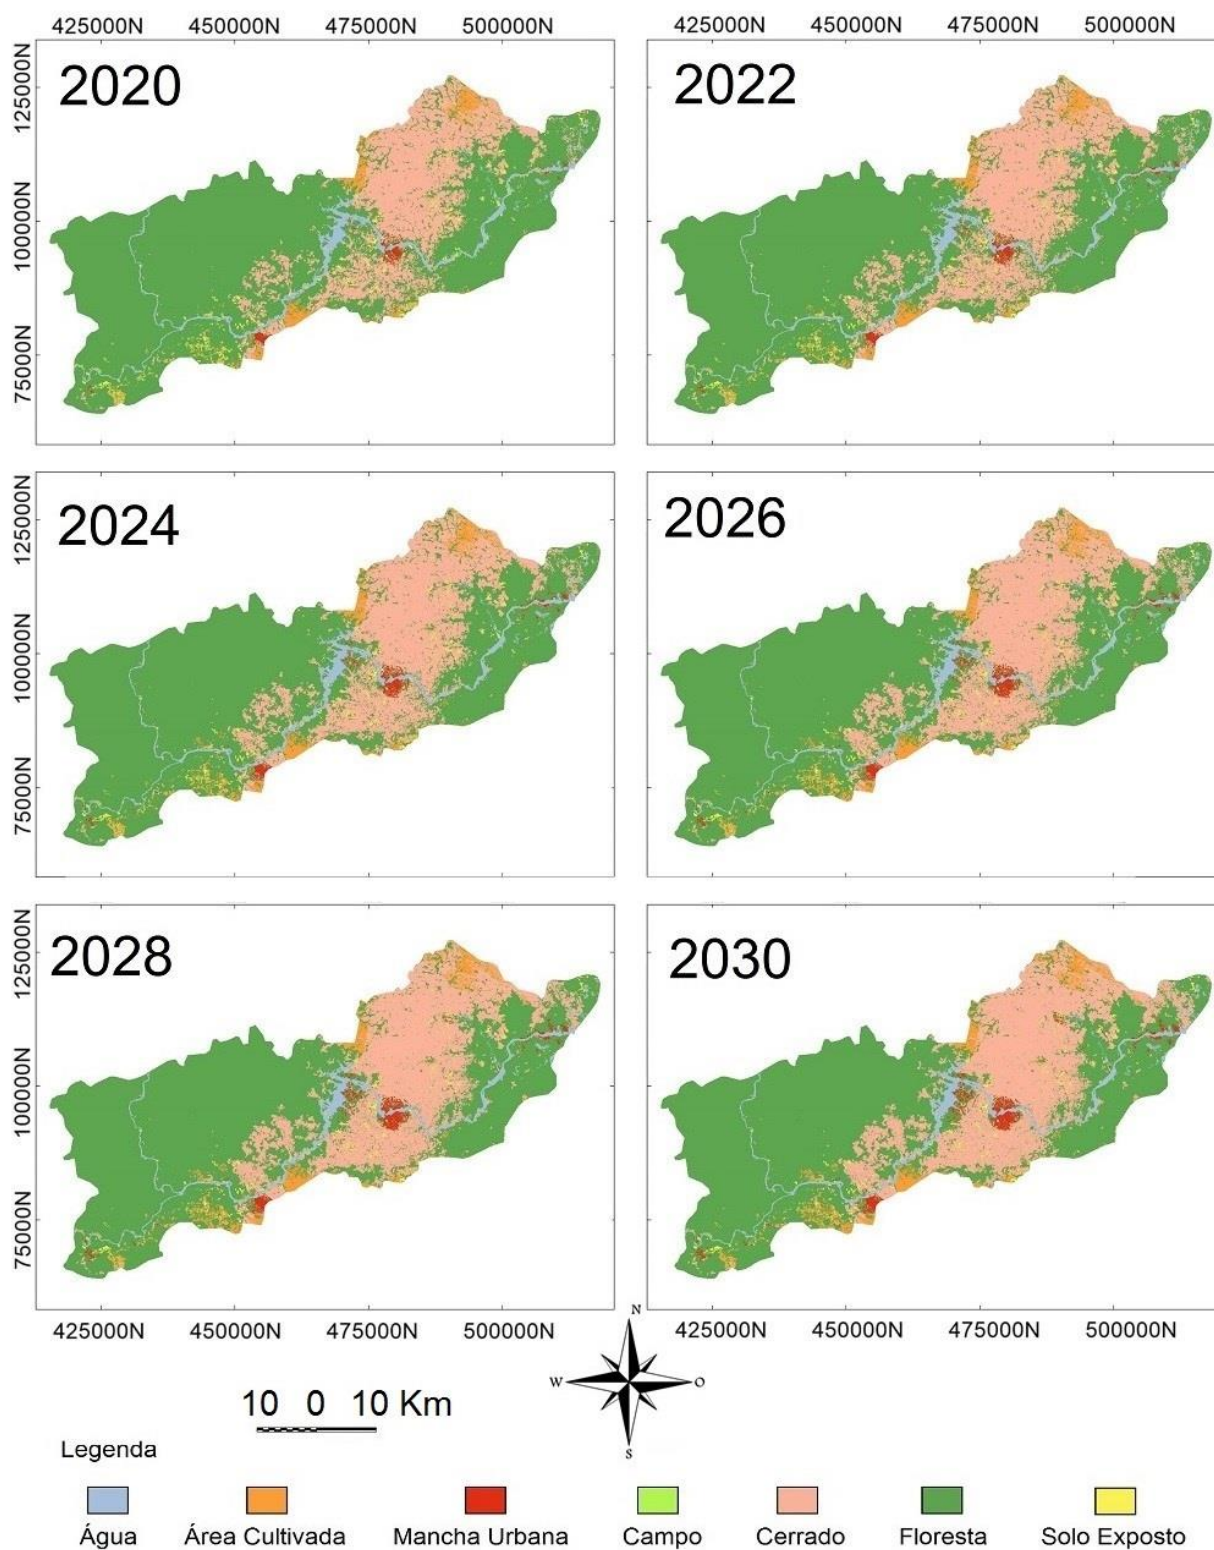 425000N 450000N 475000N 500000N 425000N 450000N 475000N 500000N
2020 2022
125000N
100000N
75000N
2024 2026
125000N
100000N
75000N
2028 2030
125000N
100000N
75000N
425000N 450000N 475000N 500000N 425000N 450000N 475000N 500000N
N
W O
S
10 0 10 Km
Legenda
Água Área Cultivada Mancha Urbana Campo Cerrado Floresta Solo Exposto